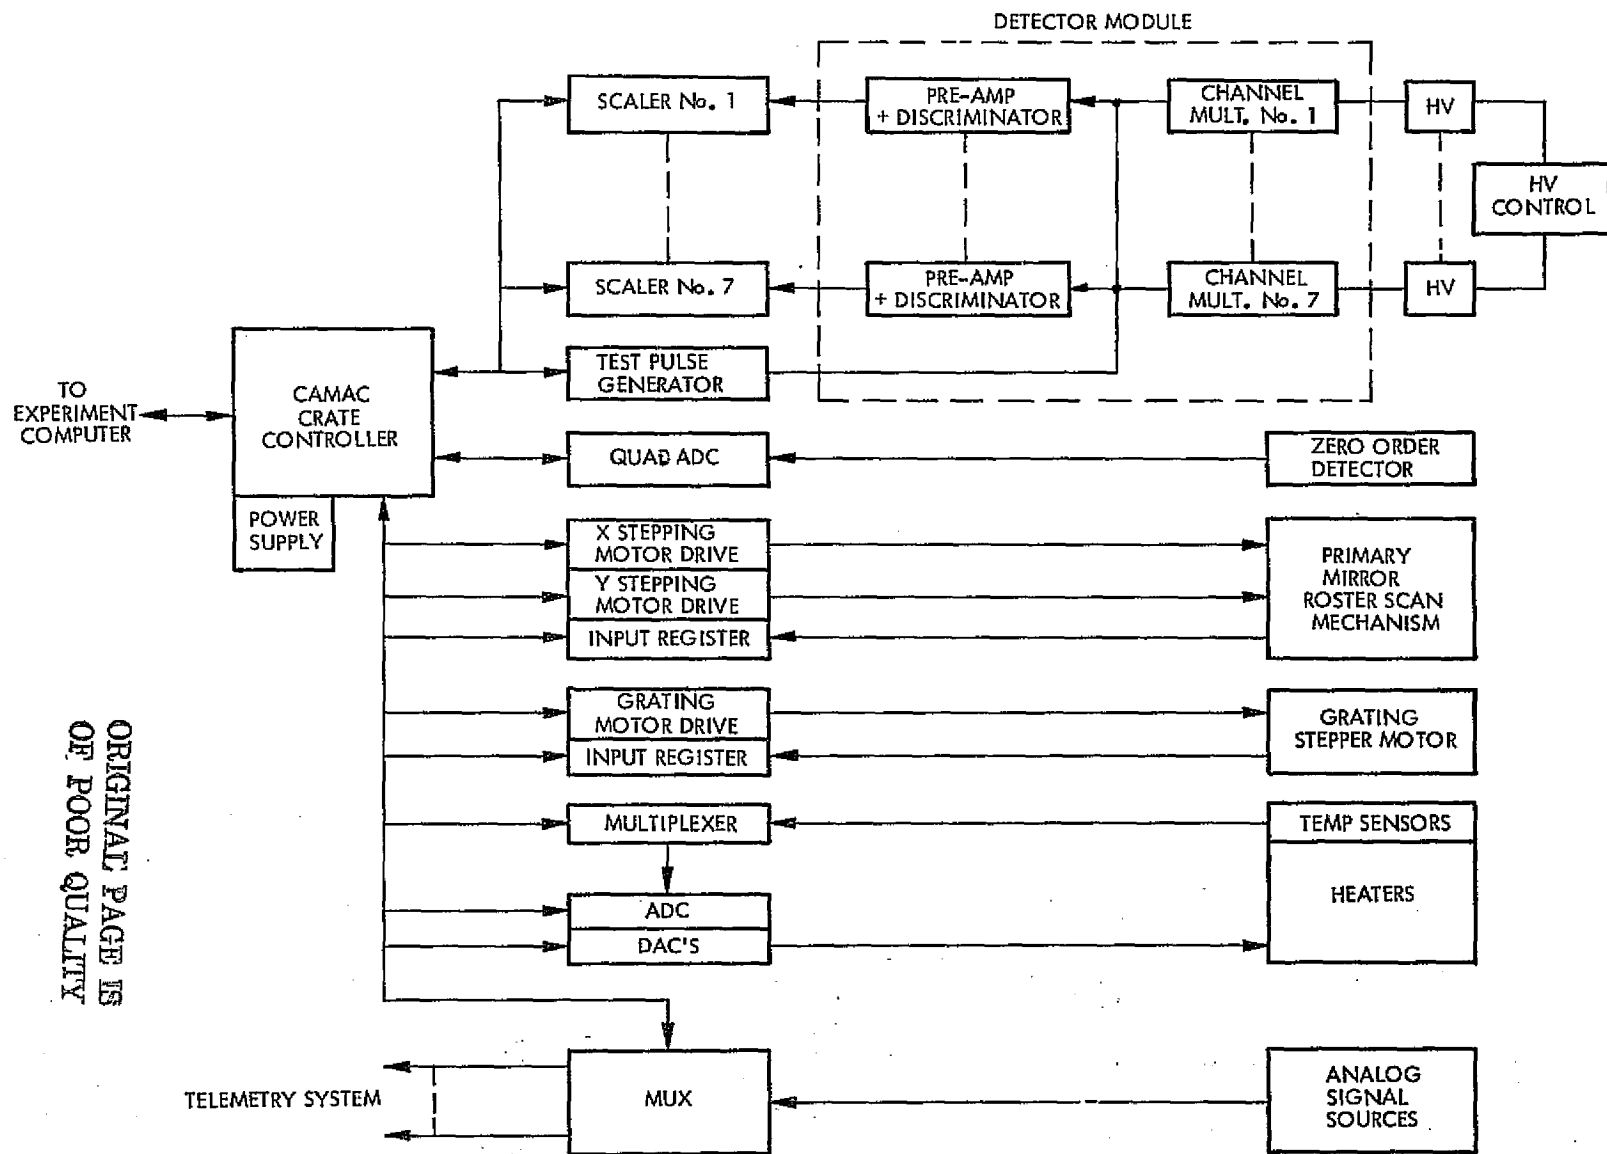 DETECTOR MODULE
SCALER No. 1
PRE-AMP
+ DISCRIMINATOR
CHANNEL
MULT. No. 1
HV
HV
CONTROL
SCALER No. 7
PRE-AMP
+ DISCRIMINATOR
CHANNEL
MULT. No. 7
HV
TEST PULSE
GENERATOR
TO
EXPERIMENT
COMPUTER
CAMAC
CRATE
CONTROLLER
QUAD ADC
ZERO ORDER
DETECTOR
POWER
SUPPLY
X STEPPING
MOTOR DRIVE
Y STEPPING
MOTOR DRIVE
INPUT REGISTER
PRIMARY
MIRROR
ROSTER SCAN
MECHANISM
GRATING
MOTOR DRIVE
INPUT REGISTER
GRATING
STEPPER MOTOR
MULTIPLEXER
TEMP SENSORS
ADC
DAC'S
HEATERS
ORIGINAL PAGE IS
OF POOR QUALITY
TELEMETRY SYSTEM
MUX
ANALOG
SIGNAL
SOURCES